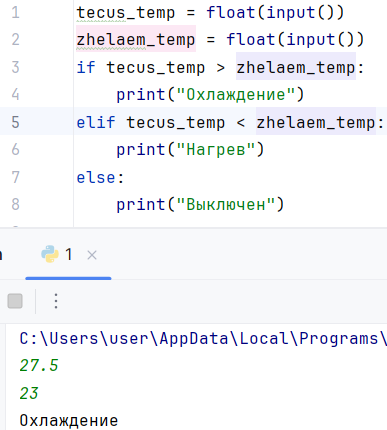 1 tecus_temp = float(input())
2 zhelaem_temp = float(input())
3 if tecus_temp > zhelaem_temp:
4 print("Охлаждение")
5 elif tecus_temp < zhelaem_temp:
6 print("Нагрев")
7 else:
8 print("Выключен")
1
C:\Users\user\AppData\Local\Programs\
27.5
23
Охлаждение